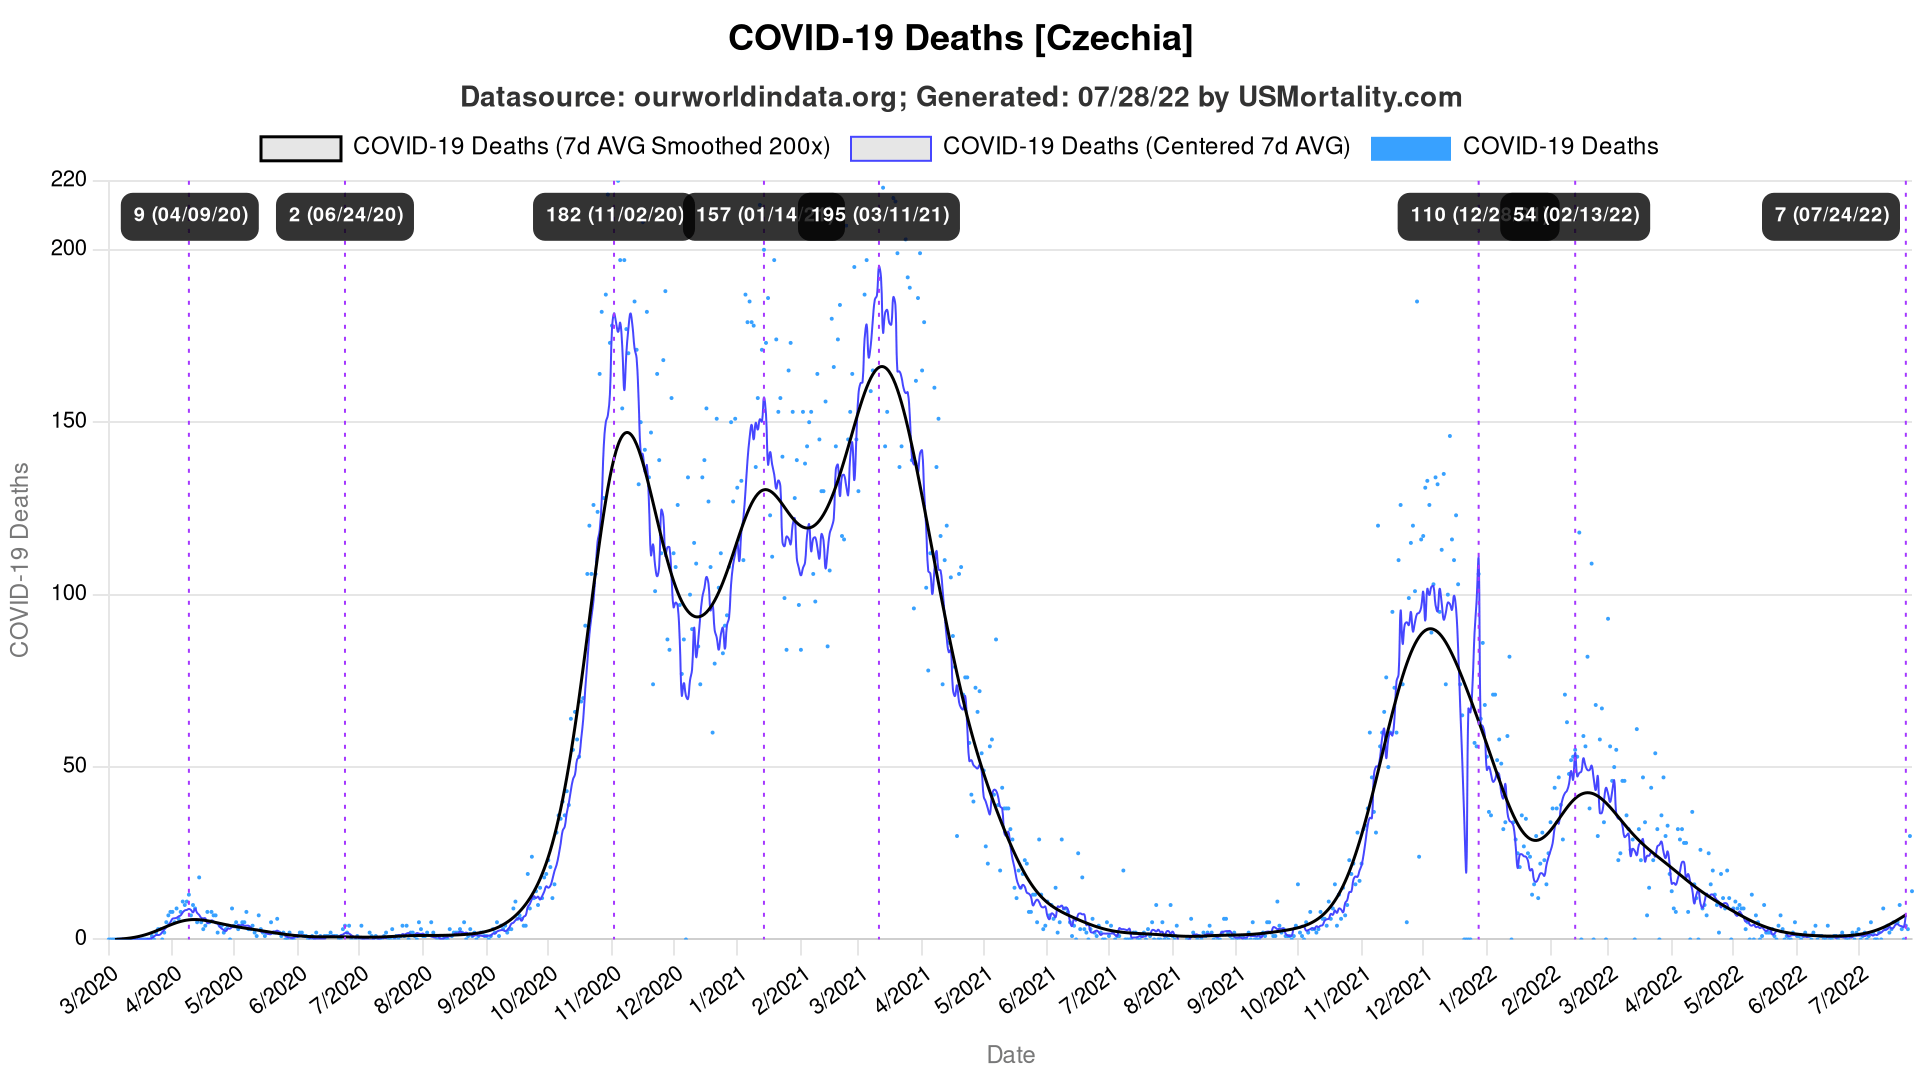 COVID-19 Deaths [Czechia]
Datasource: ourworldindata.org; Generated: 07/28/22 by USMortality.com
COVID-19 Deaths (7d AVG Smoothed 200x) COVID-19 Deaths (Centered 7d AVG) COVID-19 Deaths
220
9 (04/09/20) 2 (06/24/20) 182 (11/02/20) 157 (01/14/ 195 (03/11/21) 110 (12/2 54 (02/13/22) 7 (07/24/22)
200
150
100
50
0
COVID-19 Deaths
3/2020 4/2020 5/2020 6/2020 7/2020 8/2020 9/2020 10/2020 11/2020 12/2020 1/2021 2/2021 3/2021 4/2021 5/2021 6/2021 7/2021 8/2021 9/2021 10/2021 11/2021 12/2021 1/2022 2/2022 3/2022 4/2022 5/2022 6/2022 7/2022
Date